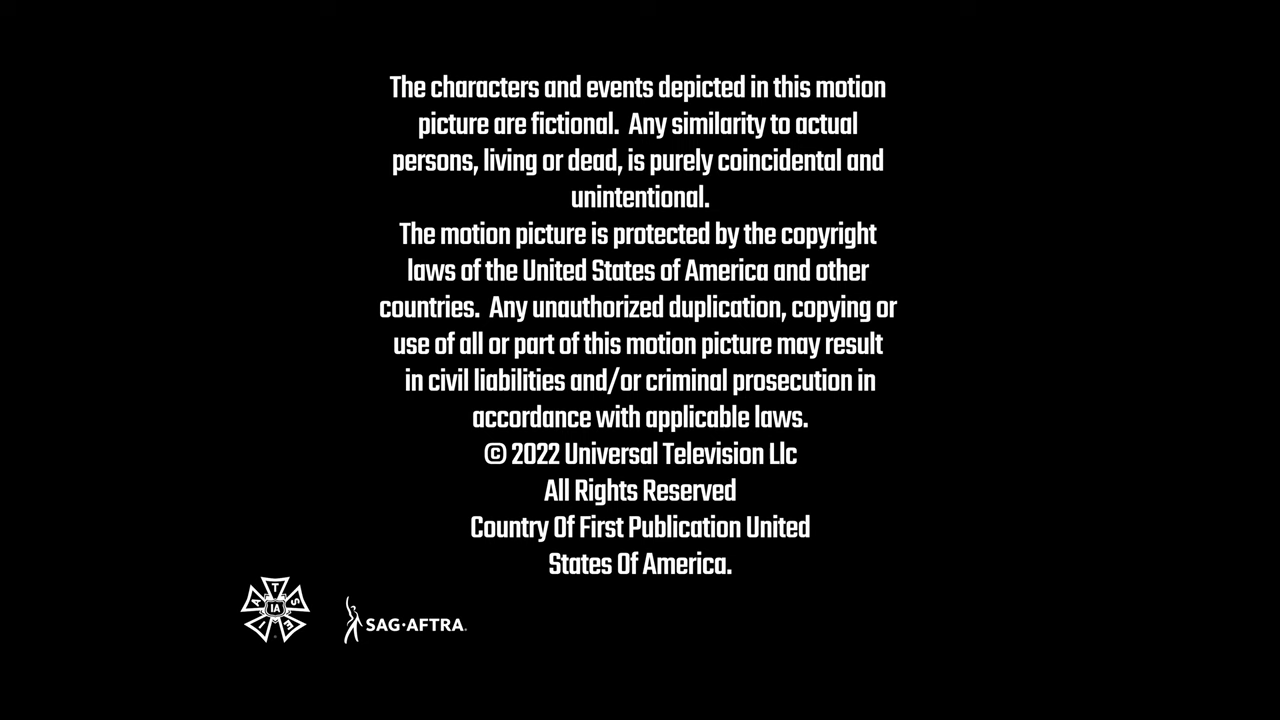 The characters and events depicted in this motion
picture are fictional.  Any similarity to actual
persons, living or dead, is purely coincidental and
unintentional.
The motion picture is protected by the copyright
laws of the United States of America and other
countries.  Any unauthorized duplication, copying or
use of all or part of this motion picture may result
in civil liabilities and/or criminal prosecution in
accordance with applicable laws.
© 2022 Universal Television Llc
All Rights Reserved
Country Of First Publication United
States Of America.
IATSE
IA
SAG·AFTRA.